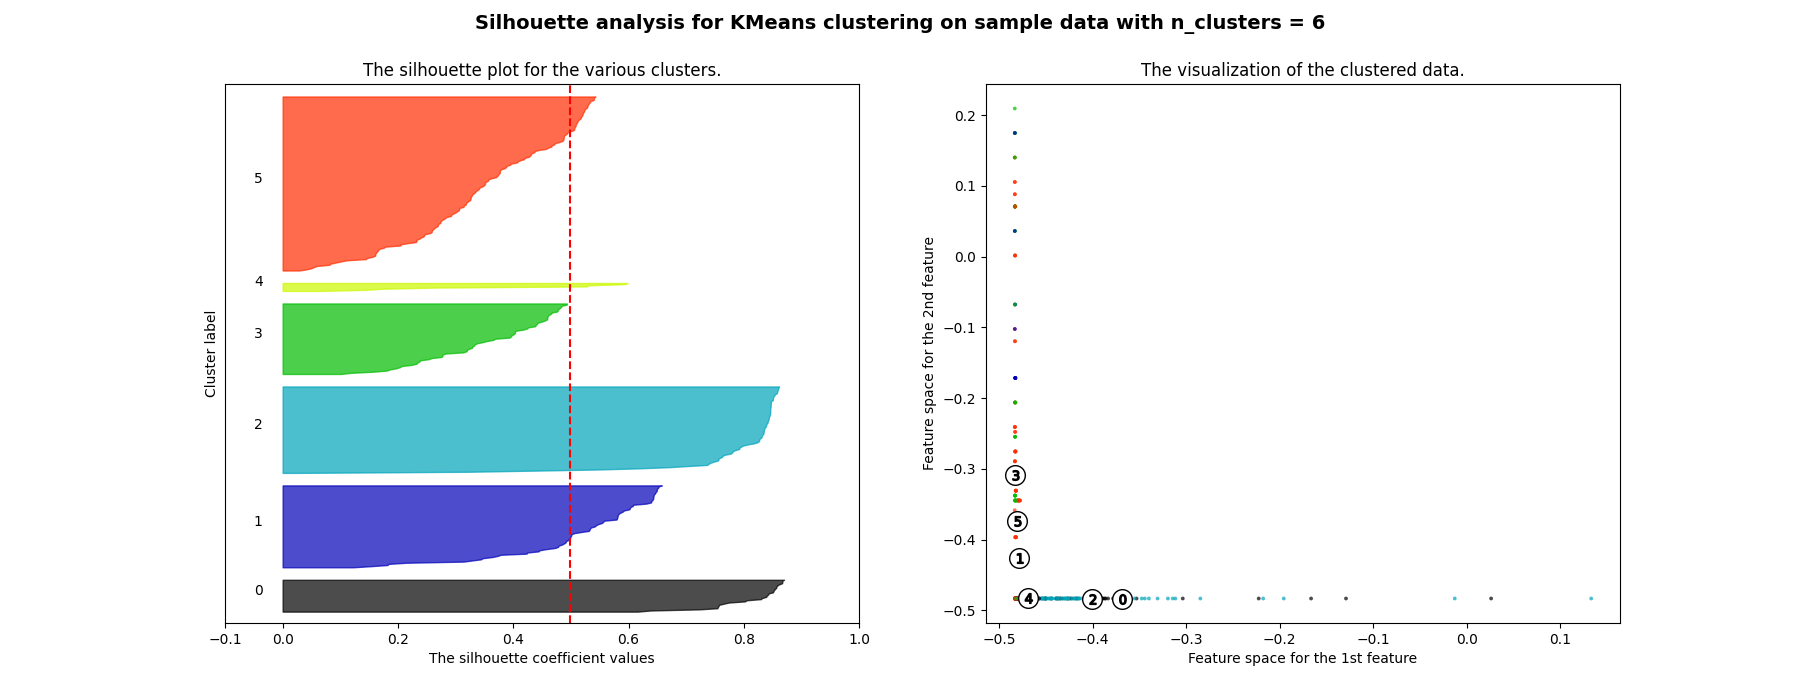 Silhouette analysis for KMeans clustering on sample data with n_clusters = 6
The silhouette plot for the various clusters.
5
4
3
2
1
0
Cluster label
−0.1 0.0 0.2 0.4 0.6 0.8 1.0
The silhouette coefficient values
The visualization of the clustered data.
0.2
0.1
0.0
−0.1
−0.2
−0.3
−0.4
−0.5
Feature space for the 2nd feature
3
5
1
4 2 0
−0.5 −0.4 −0.3 −0.2 −0.1 0.0 0.1
Feature space for the 1st feature